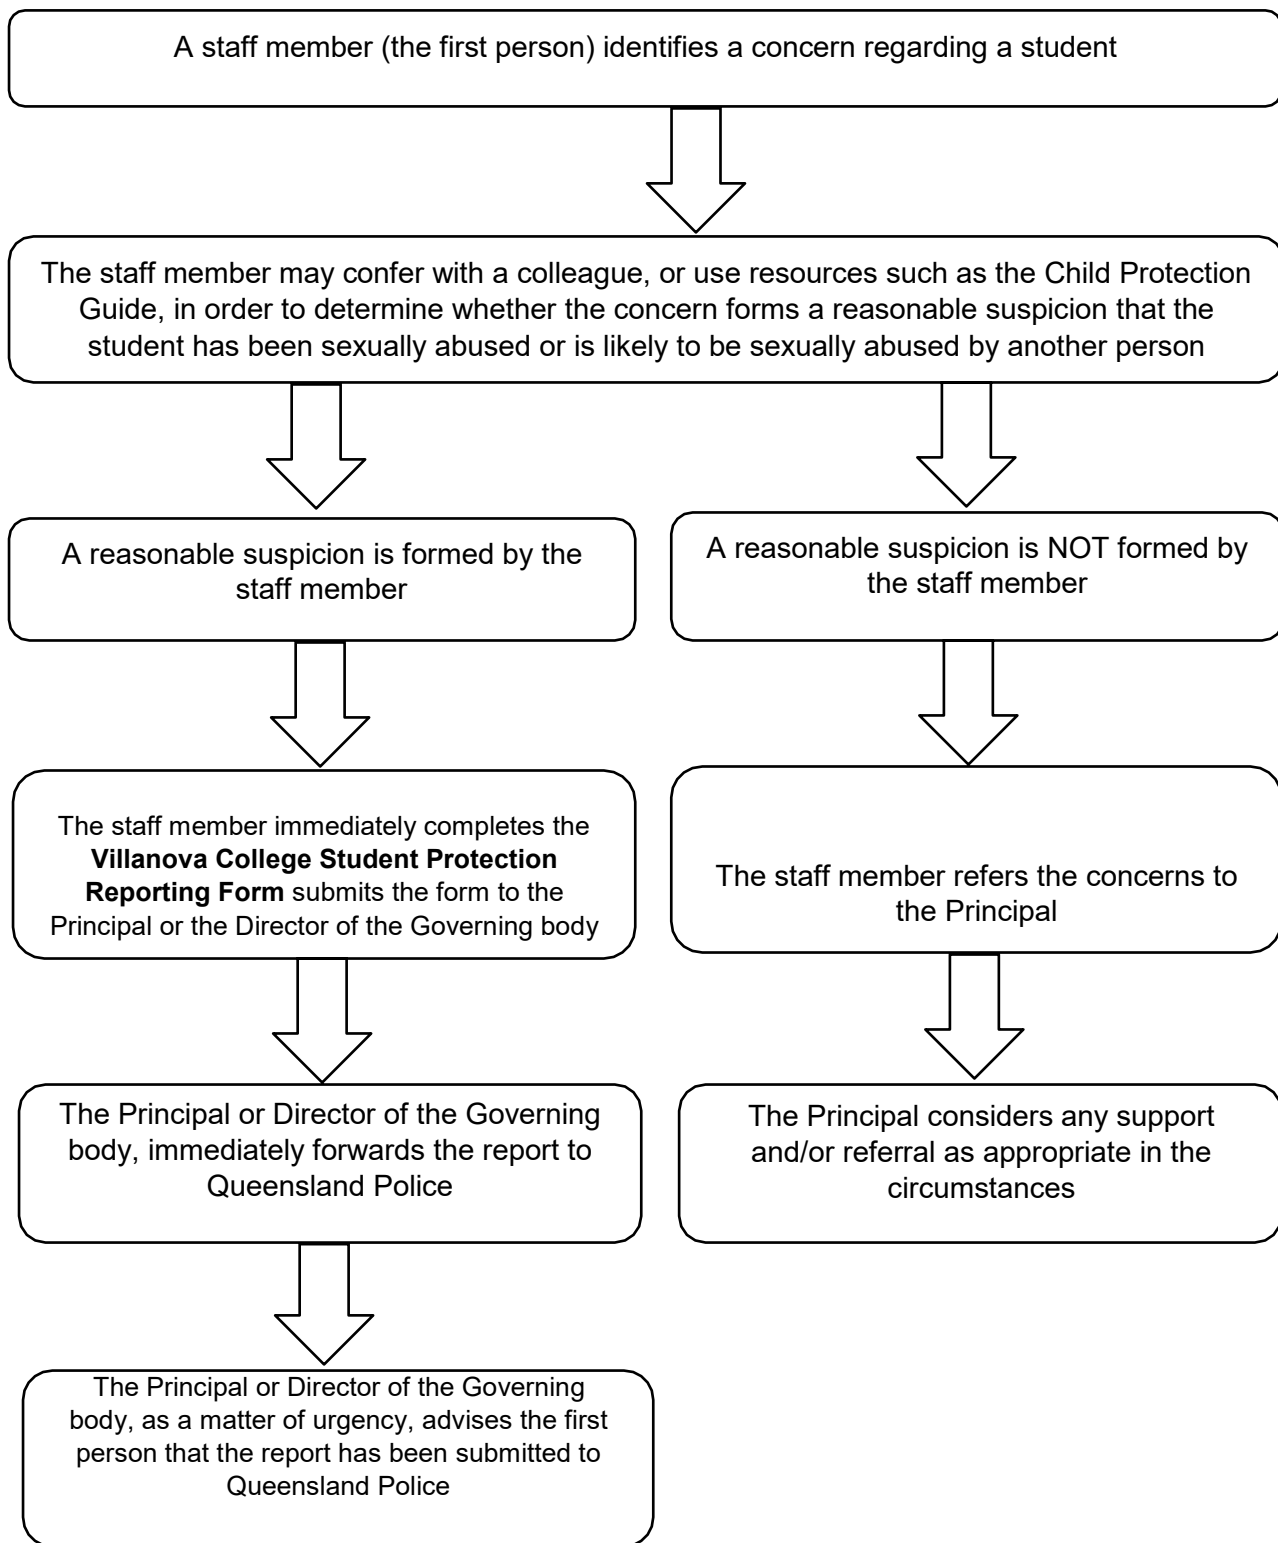 A staff member (the first person) identifies a concern regarding a student
The staff member may confer with a colleague, or use resources such as the Child Protection
Guide, in order to determine whether the concern forms a reasonable suspicion that the
student has been sexually abused or is likely to be sexually abused by another person
A reasonable suspicion is formed by the
staff member
A reasonable suspicion is NOT formed by
the staff member
The staff member immediately completes the
Villanova College Student Protection
Reporting Form submits the form to the
Principal or the Director of the Governing body
The staff member refers the concerns to
the Principal
The Principal or Director of the Governing
body, immediately forwards the report to
Queensland Police
The Principal considers any support
and/or referral as appropriate in the
circumstances
The Principal or Director of the Governing
body, as a matter of urgency, advises the first
person that the report has been submitted to
Queensland Police